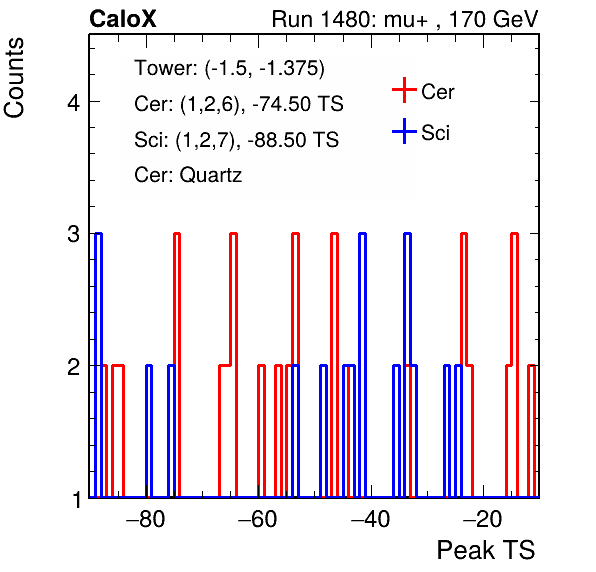 CaloX Run 1480: mu+ , 170 GeV
Counts
Tower: (-1.5, -1.375)
Cer: (1,2,6), -74.50 TS
Sci: (1,2,7), -88.50 TS
Cer: Quartz
Cer
Sci
4
3
2
1
−80 −60 −40 −20
Peak TS